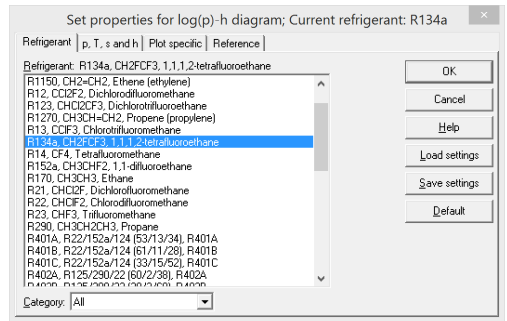 Set properties for log(p)-h diagram; Current refrigerant: R134a
Refrigerant p, T, s and h Plot specific Reference
Refrigerant: R134a, CH2FCF3, 1,1,1,2-tetrafluoroethane
R1150, CH2=CH2, Ethene (ethylene)
R12, CCl2F2, Dichlorodifluoromethane
R123, CHCl2CF3, Dichlorotrifluoroethane
R1270, CH3CH=CH2, Propene (propylene)
R13, CClF3, Chlorotrifluoromethane
R134a, CH2FCF3, 1,1,1,2-tetrafluoroethane
R14, CF4, Tetrafluoromethane
R152a, CH3CHF2, 1,1-difluoroethane
R170, CH3CH3, Ethane
R21, CHCl2F, Dichlorofluoromethane
R22, CHClF2, Chlorodifluoromethane
R23, CHF3, Trifluoromethane
R290, CH3CH2CH3, Propane
R401A, R22/152a/124 (53/13/34), R401A
R401B, R22/152a/124 (61/11/28), R401B
R401C, R22/152a/124 (33/15/52), R401C
R402A, R125/290/22 (60/2/38), R402A
Category: All
OK
Cancel
Help
Load settings
Save settings
Default